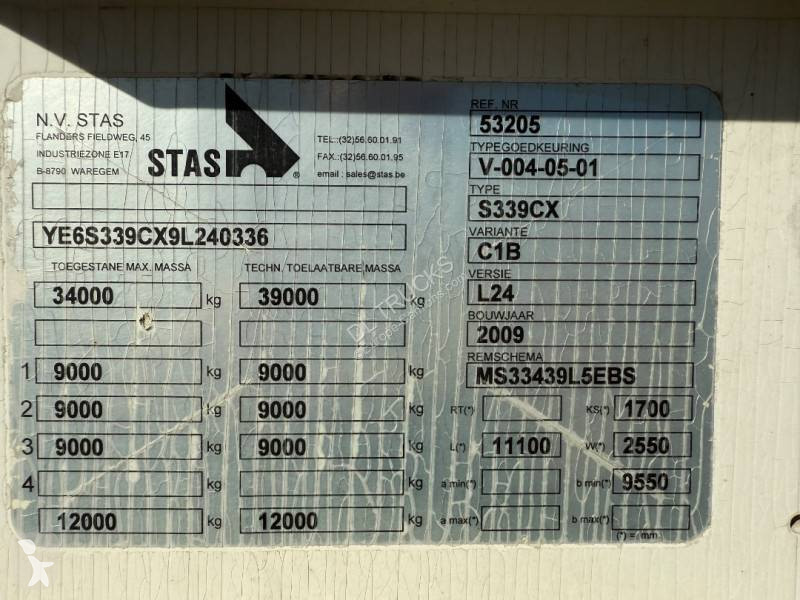 N.V. STAS
FLANDERS FIELDWEG, 45
INDUSTRIEZONE E17
B-8790 WAREGEM
STAS
®
TEL.:(32)56.60.01.91
FAX.:(32)56.60.01.95
email : sales@stas.be
YE6S339CX9L240336
TOEGESTANE MAX. MASSA TECHN. TOELAATBARE MASSA
34000 kg 39000 kg
kg kg
1 9000 kg 9000 kg
2 9000 kg 9000 kg
3 9000 kg 9000 kg
4 kg kg
12000 kg 12000 kg
REF. NR
53205
TYPEGOEDKEURING
V-004-05-01
TYPE
S339CX
VARIANTE
C1B
VERSIE
L24
BOUWJAAR
2009
REMSCHEMA
MS33439L5EBS
RT(*) KS(*) 1700
L(*) 11100 W(*) 2550
a min(*) b min(*) 9550
a max(*) b max(*)
(*) = mm
DL TRUCKS